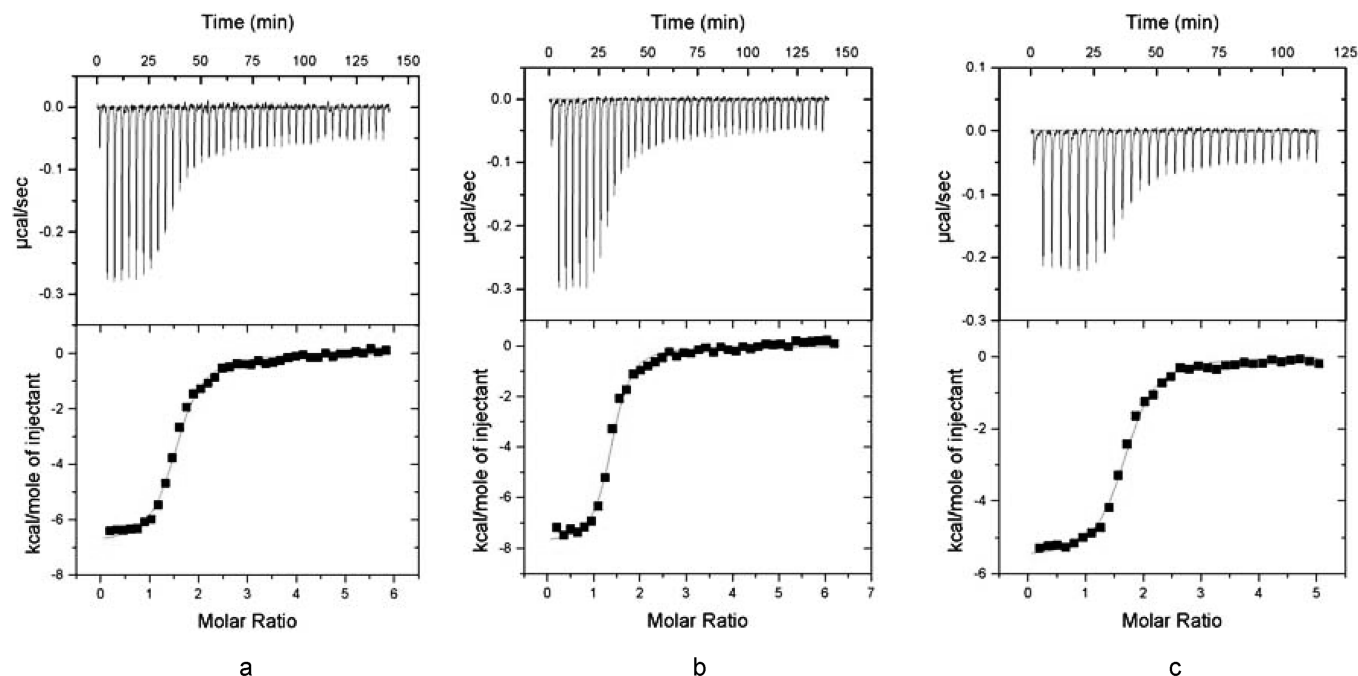 Time (min)
0 25 50 75 100 125 150
0.0
-0.1
-0.2
-0.3
µcal/sec
0
-2
-4
-6
-8
kcal/mole of injectant
0 1 2 3 4 5 6
Molar Ratio
a
Time (min)
0 25 50 75 100 125 150
0.0
-0.1
-0.2
-0.3
µcal/sec
0
-2
-4
-6
-8
kcal/mole of injectant
0 1 2 3 4 5 6 7
Molar Ratio
b
Time (min)
0 25 50 75 100 125
0.1
0.0
-0.1
-0.2
-0.3
µcal/sec
0
-2
-4
-6
kcal/mole of injectant
0 1 2 3 4 5
Molar Ratio
c